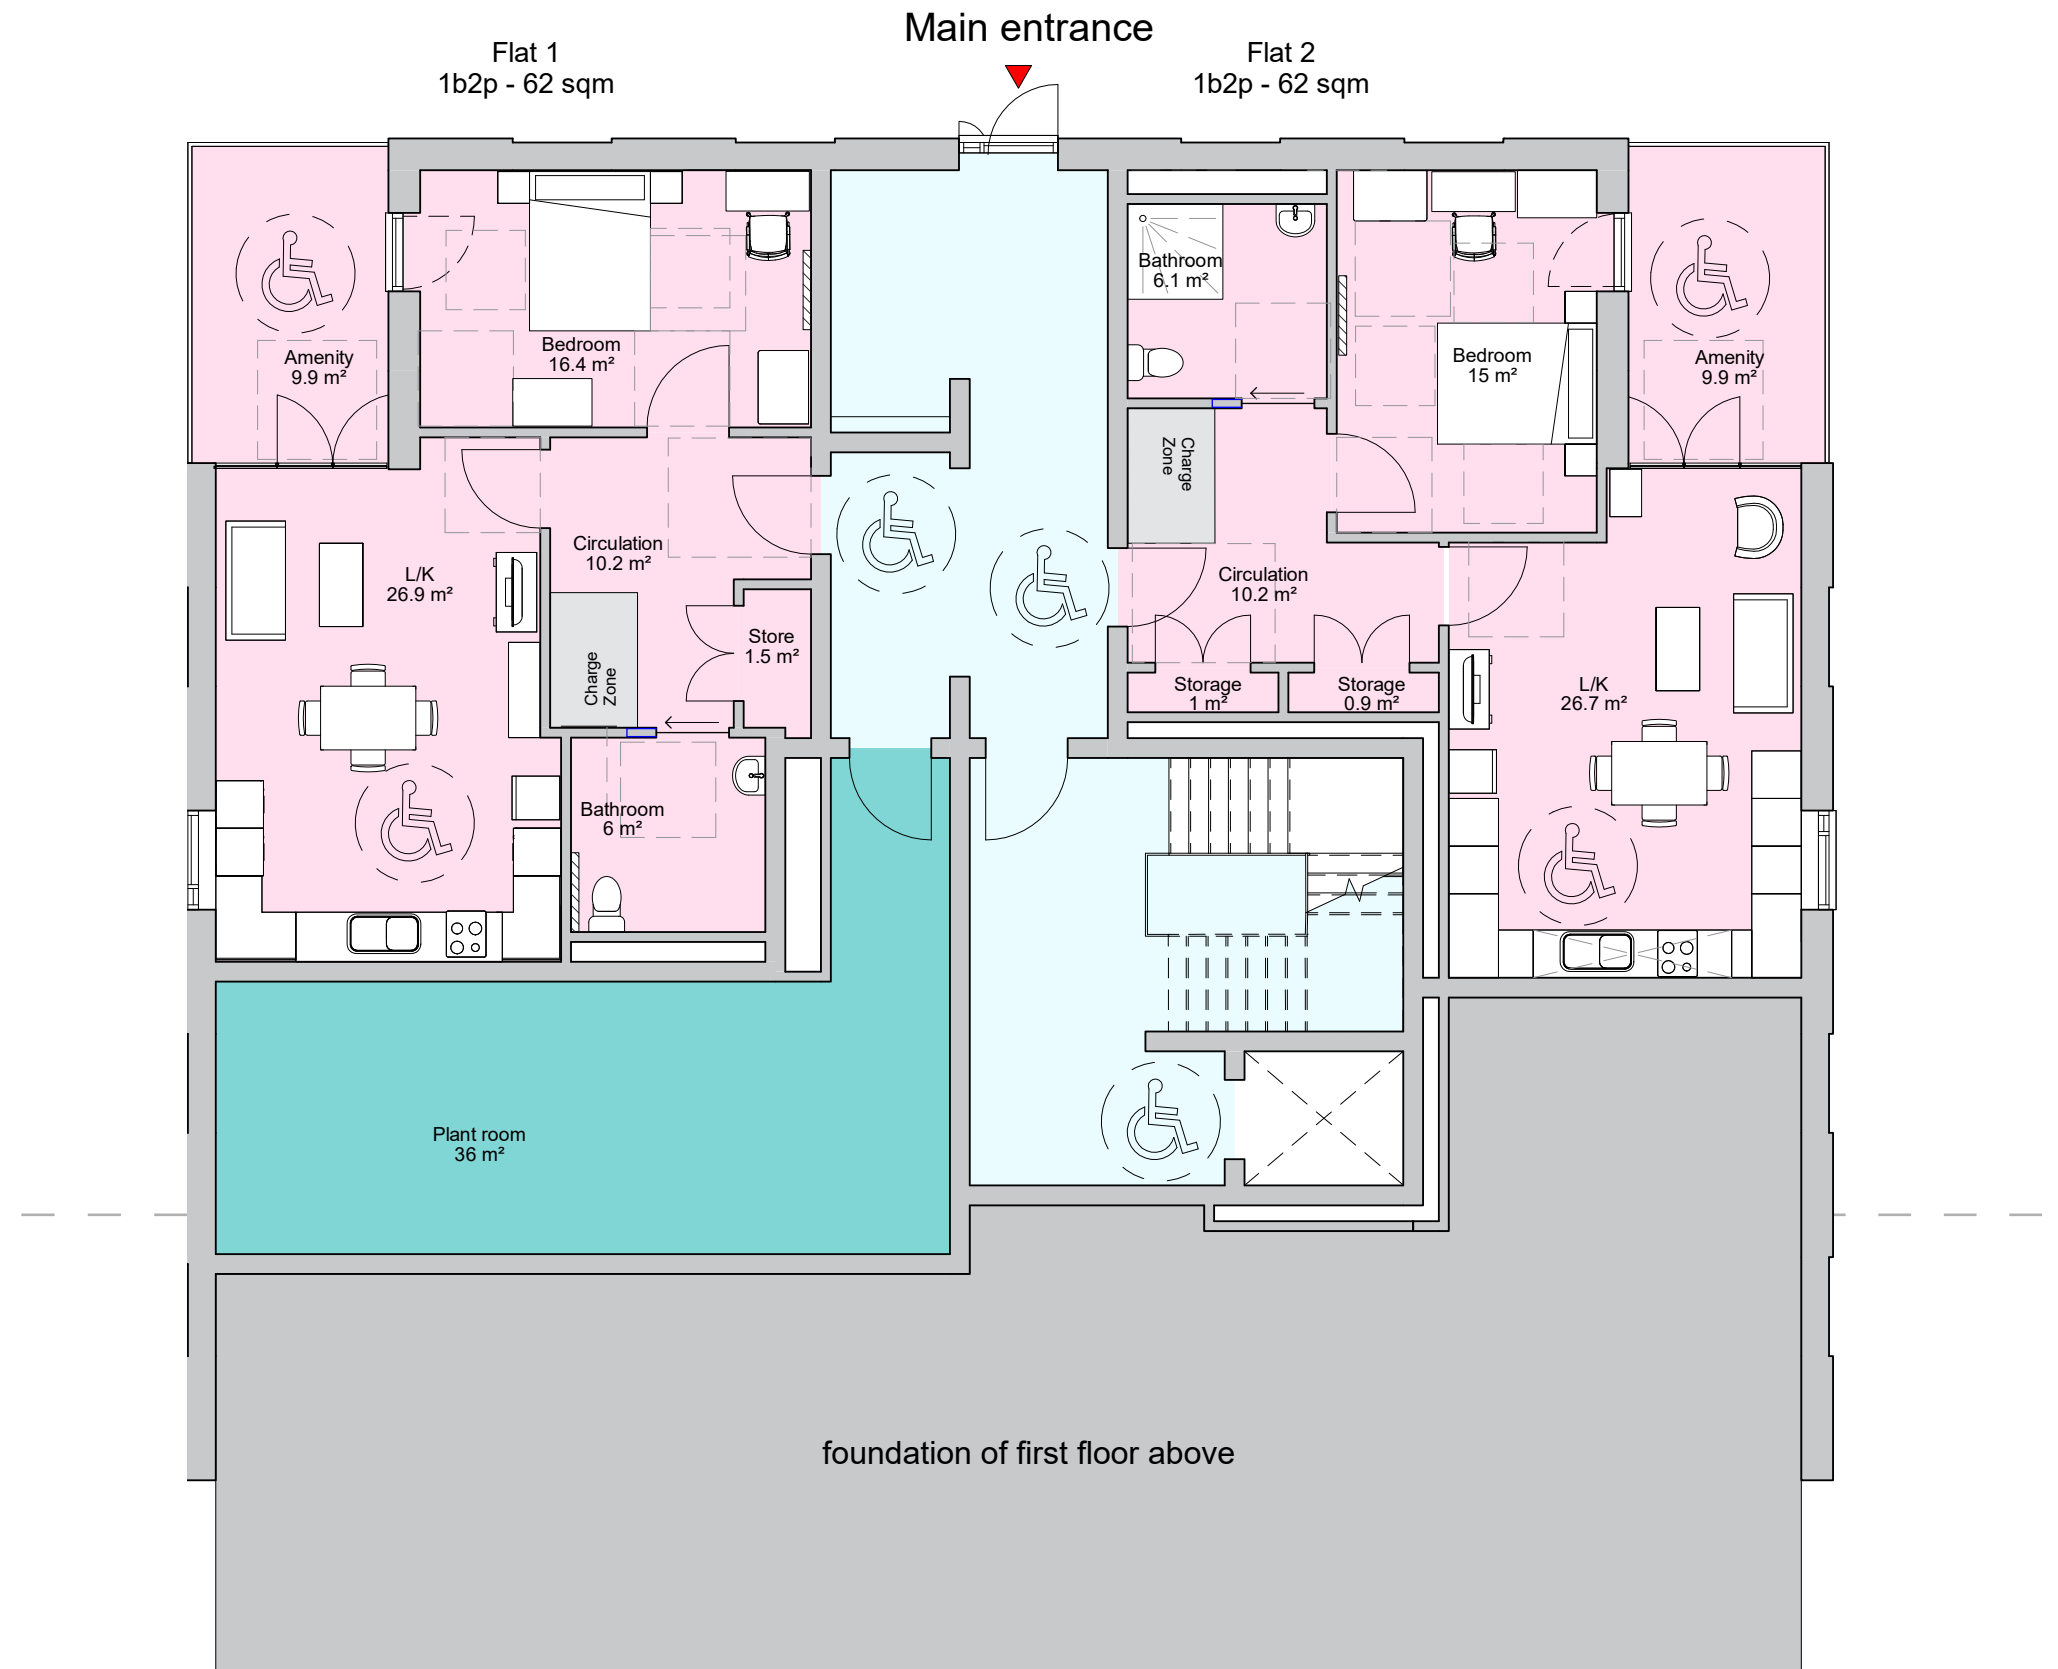 Main entrance
Flat 1
1b2p - 62 sqm
Flat 2
1b2p - 62 sqm
Amenity
9.9 m²
Bedroom
16.4 m²
Bathroom
6.1 m²
Bedroom
15 m²
Amenity
9.9 m²
Charge
Zone
L/K
26.9 m²
Circulation
10.2 m²
Circulation
10.2 m²
Store
1.5 m²
Charge
Zone
Storage
1 m²
Storage
0.9 m²
L/K
26.7 m²
Bathroom
6 m²
Plant room
36 m²
foundation of first floor above